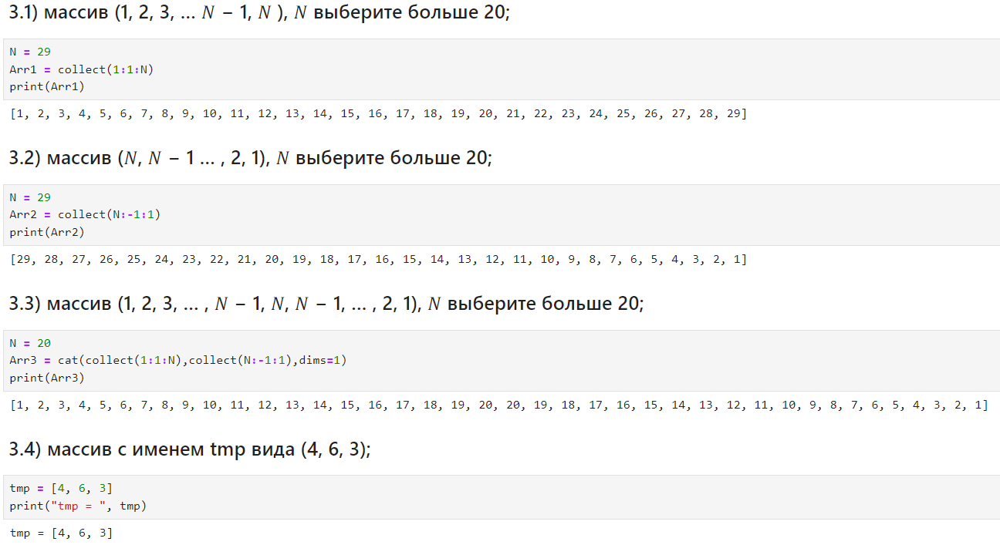 3.1) массив (1, 2, 3, ... N − 1, N ), N выберите больше 20;
N = 29
Arr1 = collect(1:1:N)
print(Arr1)
[1, 2, 3, 4, 5, 6, 7, 8, 9, 10, 11, 12, 13, 14, 15, 16, 17, 18, 19, 20, 21, 22, 23, 24, 25, 26, 27, 28, 29]
3.2) массив (N, N − 1 ... , 2, 1), N выберите больше 20;
N = 29
Arr2 = collect(N:-1:1)
print(Arr2)
[29, 28, 27, 26, 25, 24, 23, 22, 21, 20, 19, 18, 17, 16, 15, 14, 13, 12, 11, 10, 9, 8, 7, 6, 5, 4, 3, 2, 1]
3.3) массив (1, 2, 3, ... , N − 1, N, N − 1, ... , 2, 1), N выберите больше 20;
N = 20
Arr3 = cat(collect(1:1:N),collect(N:-1:1),dims=1)
print(Arr3)
[1, 2, 3, 4, 5, 6, 7, 8, 9, 10, 11, 12, 13, 14, 15, 16, 17, 18, 19, 20, 20, 19, 18, 17, 16, 15, 14, 13, 12, 11, 10, 9, 8, 7, 6, 5, 4, 3, 2, 1]
3.4) массив с именем tmp вида (4, 6, 3);
tmp = [4, 6, 3]
print("tmp = ", tmp)
tmp = [4, 6, 3]